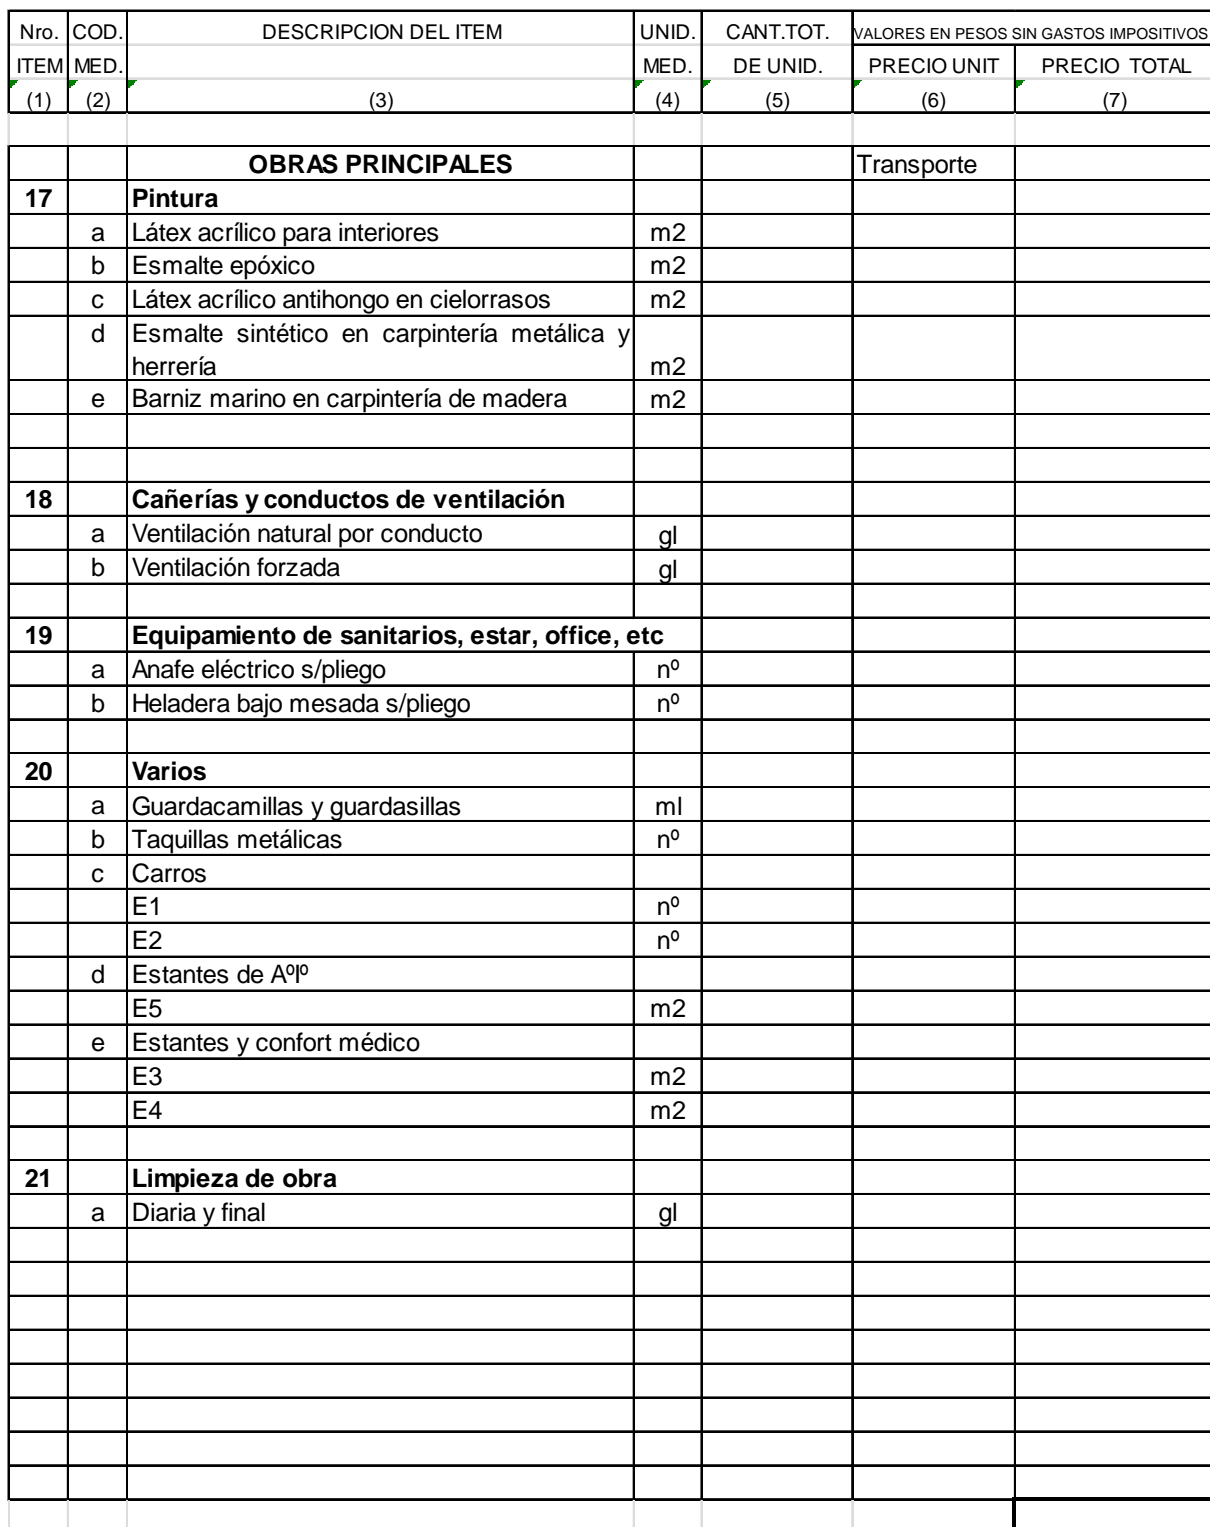 Nro. COD. DESCRIPCION DEL ITEM UNID. CANT.TOT. VALORES EN PESOS SIN GASTOS IMPOSITIVOS
ITEM MED. MED. DE UNID. PRECIO UNIT PRECIO TOTAL
(1) (2) (3) (4) (5) (6) (7)
OBRAS PRINCIPALES Transporte
17 Pintura
a Látex acrílico para interiores m2
b Esmalte epóxico m2
c Látex acrílico antihongo en cielorrasos m2
d Esmalte sintético en carpintería metálica y
herrería m2
e Barniz marino en carpintería de madera m2
18 Cañerías y conductos de ventilación
a Ventilación natural por conducto gl
b Ventilación forzada gl
19 Equipamiento de sanitarios, estar, office, etc
a Anafe eléctrico s/pliego nº
b Heladera bajo mesada s/pliego nº
20 Varios
a Guardacamillas y guardasillas ml
b Taquillas metálicas nº
c Carros
E1 nº
E2 nº
d Estantes de AºIº
E5 m2
e Estantes y confort médico
E3 m2
E4 m2
21 Limpieza de obra
a Diaria y final gl